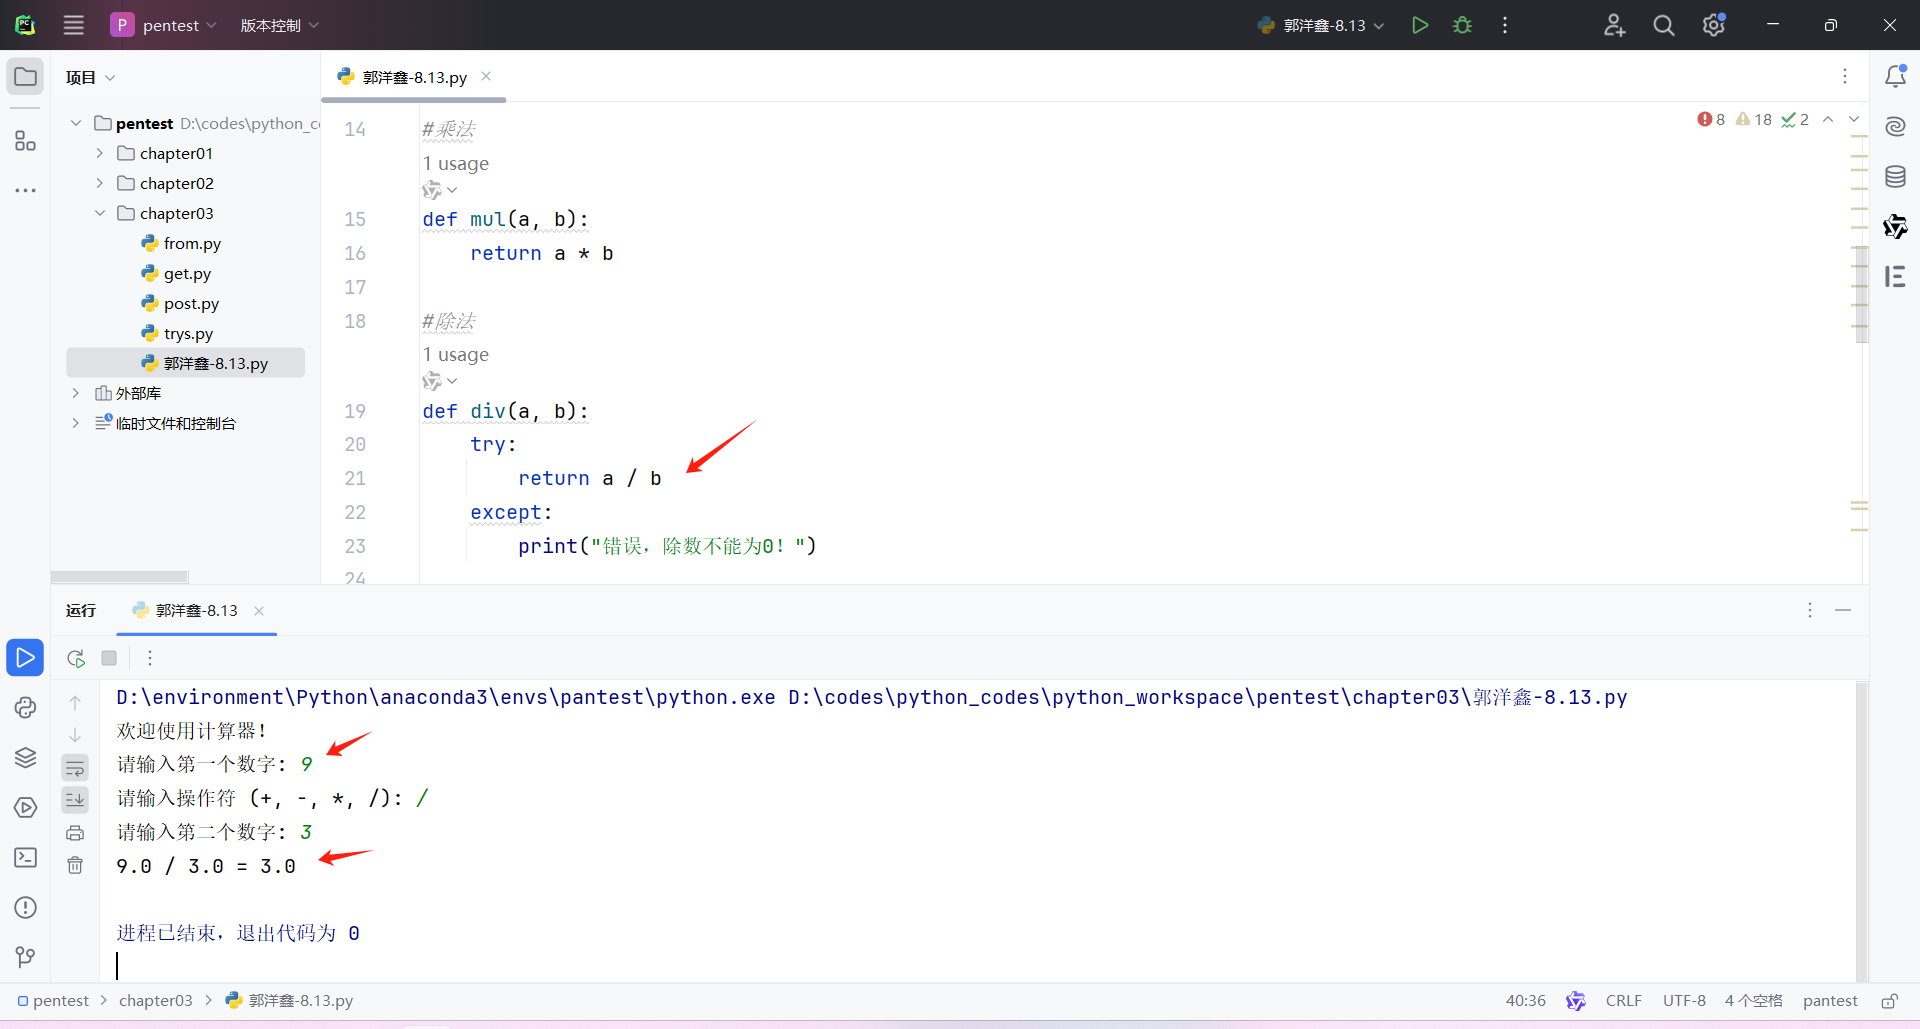 pentest 版本控制 郭洋鑫-8.13
项目
郭洋鑫-8.13.py
pentest D:\codes\python_c
chapter01
chapter02
chapter03
from.py
get.py
post.py
trys.py
郭洋鑫-8.13.py
外部库
临时文件和控制台
8 18 2
14 #乘法
1 usage
15 def mul(a, b):
16 return a * b
17
18 #除法
1 usage
19 def div(a, b):
20 try:
21 return a / b
22 except:
23 print("错误，除数不能为0！")
24
运行 郭洋鑫-8.13
D:\environment\Python\anaconda3\envs\pantest\python.exe D:\codes\python_codes\python_workspace\pentest\chapter03\郭洋鑫-8.13.py
欢迎使用计算器！
请输入第一个数字: 9
请输入操作符 (+, -, *, /): /
请输入第二个数字: 3
9.0 / 3.0 = 3.0
进程已结束，退出代码为 0
pentest > chapter03 > 郭洋鑫-8.13.py 40:36 CRLF UTF-8 4 个空格 pantest